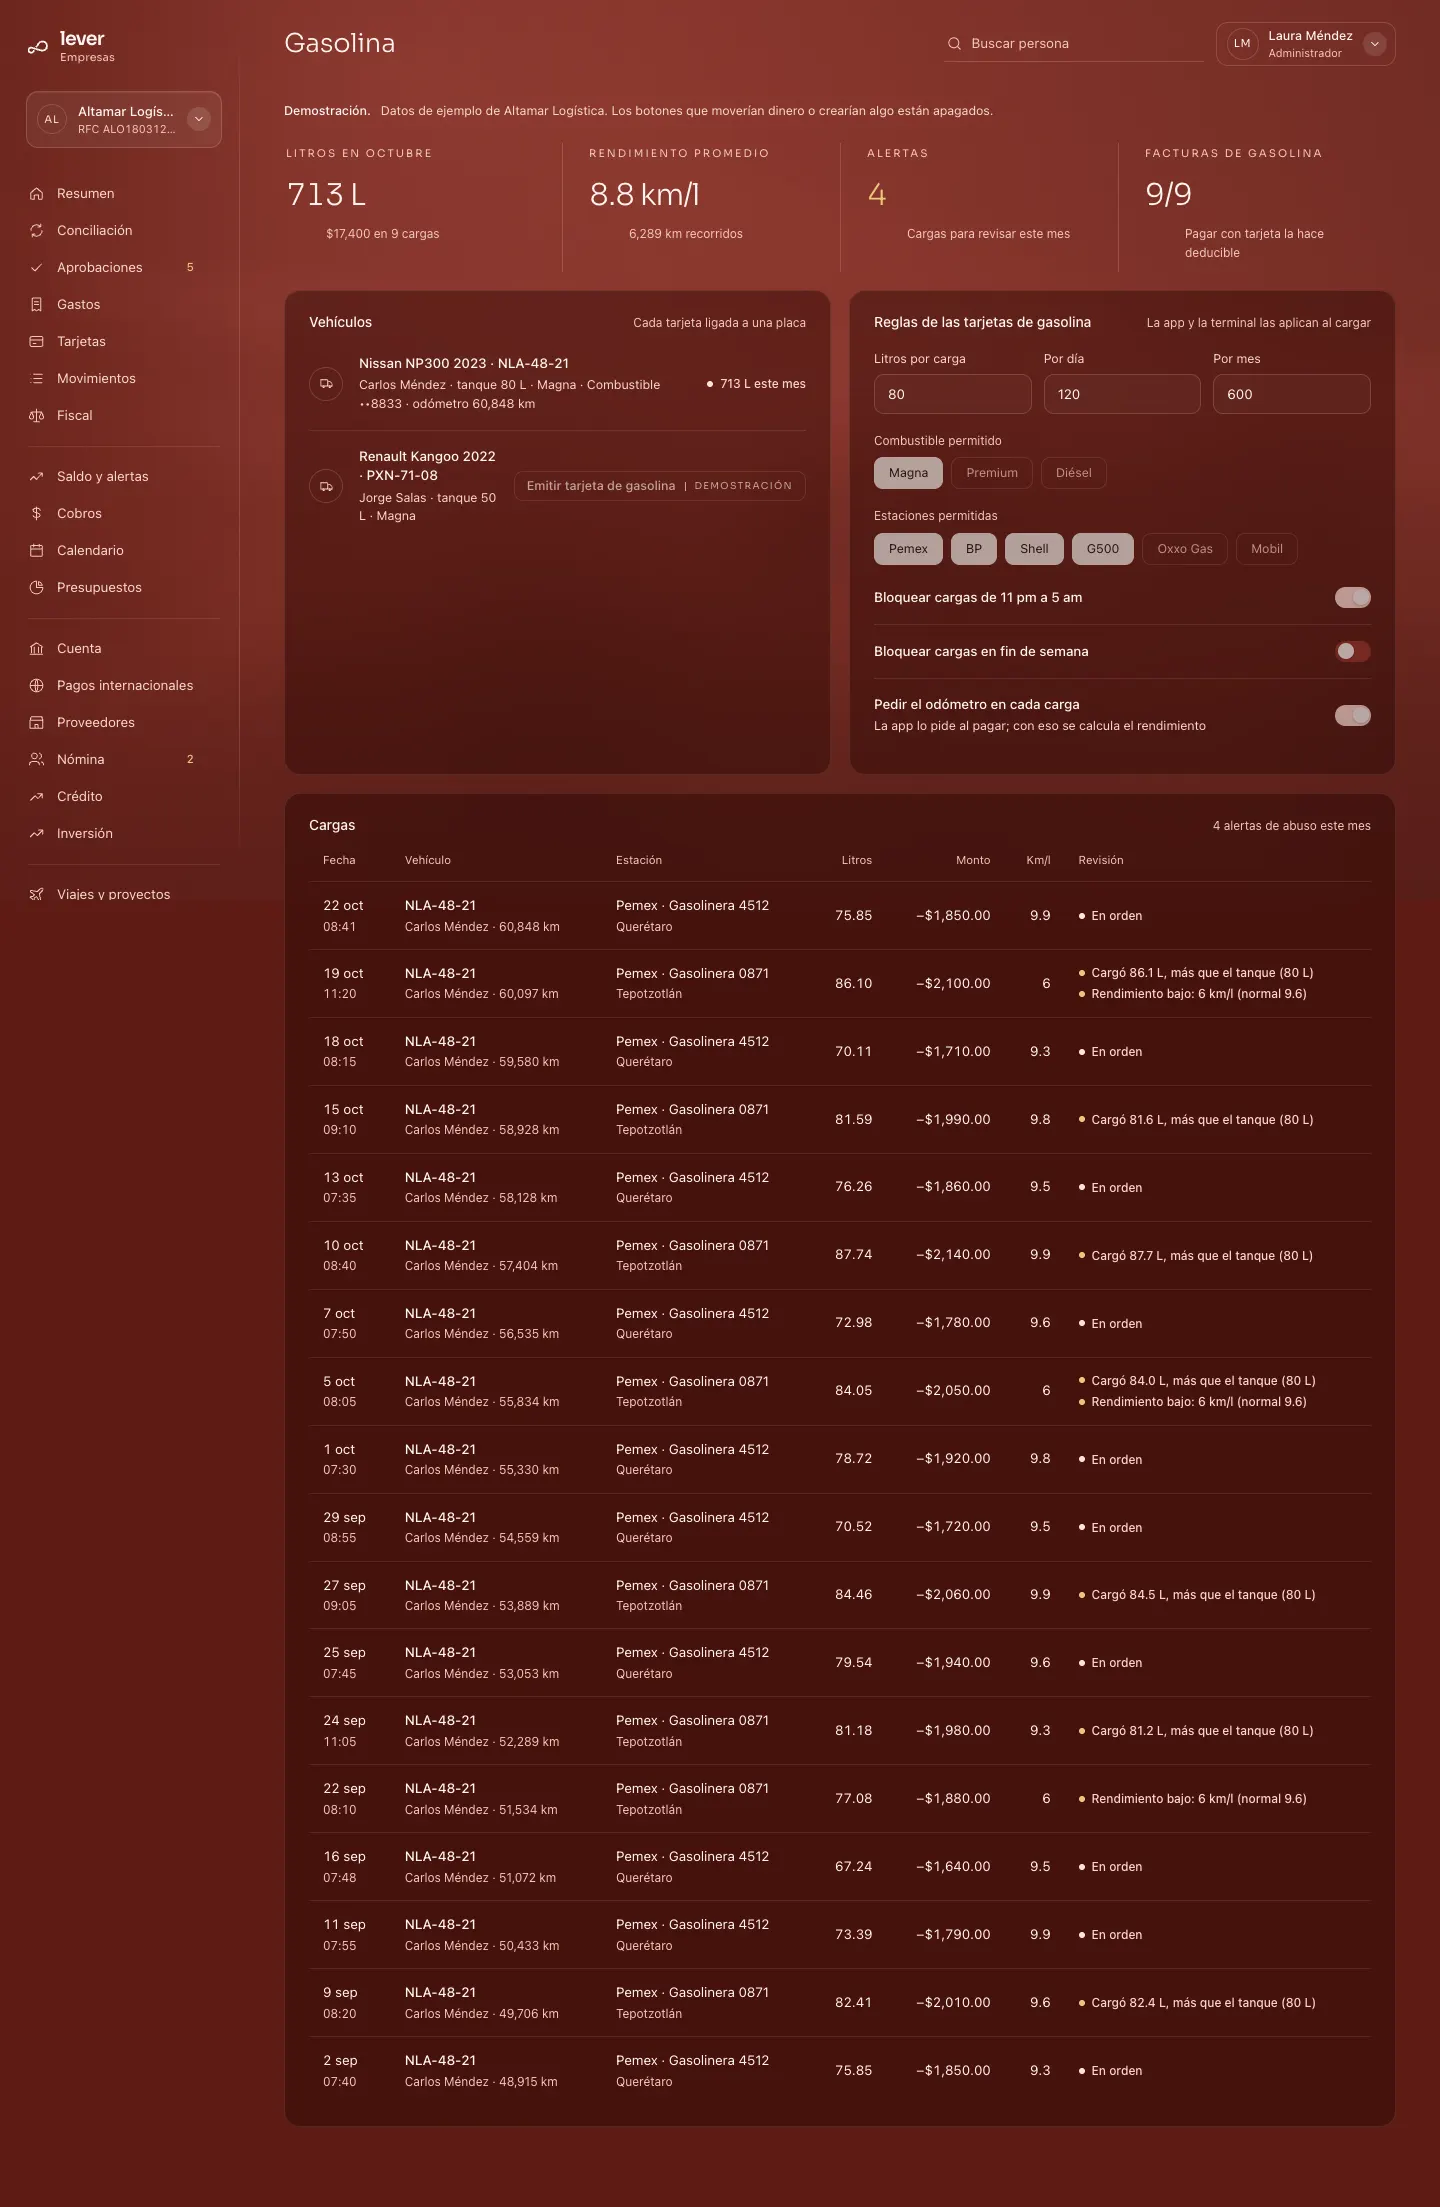 lever
Empresas
AL
Altamar Logís...
RFC ALO180312...
Resumen
Conciliación
Aprobaciones 5
Gastos
Tarjetas
Movimientos
Fiscal
Saldo y alertas
Cobros
Calendario
Presupuestos
Cuenta
Pagos internacionales
Proveedores
Nómina 2
Crédito
Inversión
Viajes y proyectos
Gasolina
Buscar persona
LM
Laura Méndez
Administrador
Demostración. Datos de ejemplo de Altamar Logística. Los botones que moverían dinero o crearían algo están apagados.
LITROS EN OCTUBRE
713 L
$17,400 en 9 cargas
RENDIMIENTO PROMEDIO
8.8 km/l
6,289 km recorridos
ALERTAS
4
Cargas para revisar este mes
FACTURAS DE GASOLINA
9/9
Pagar con tarjeta la hace
deducible
Vehículos
Cada tarjeta ligada a una placa
Nissan NP300 2023 · NLA-48-21
Carlos Méndez · tanque 80 L · Magna · Combustible
··8833 · odómetro 60,848 km
713 L este mes
Renault Kangoo 2022
· PXN-71-08
Jorge Salas · tanque 50
L · Magna
Emitir tarjeta de gasolina | DEMOSTRACIÓN
Reglas de las tarjetas de gasolina
La app y la terminal las aplican al cargar
Litros por carga Por día Por mes
80 120 600
Combustible permitido
Magna Premium Diésel
Estaciones permitidas
Pemex BP Shell G500 Oxxo Gas Mobil
Bloquear cargas de 11 pm a 5 am
Bloquear cargas en fin de semana
Pedir el odómetro en cada carga
La app lo pide al pagar; con eso se calcula el rendimiento
Cargas
4 alertas de abuso este mes
Fecha Vehículo Estación Litros Monto Km/l Revisión
22 oct NLA-48-21 Pemex · Gasolinera 4512 75.85 −$1,850.00 9.9 En orden
08:41 Carlos Méndez · 60,848 km Querétaro
19 oct NLA-48-21 Pemex · Gasolinera 0871 86.10 −$2,100.00 6 Cargó 86.1 L, más que el tanque (80 L)
11:20 Carlos Méndez · 60,097 km Tepotzotlán Rendimiento bajo: 6 km/l (normal 9.6)
18 oct NLA-48-21 Pemex · Gasolinera 4512 70.11 −$1,710.00 9.3 En orden
08:15 Carlos Méndez · 59,580 km Querétaro
15 oct NLA-48-21 Pemex · Gasolinera 0871 81.59 −$1,990.00 9.8 Cargó 81.6 L, más que el tanque (80 L)
09:10 Carlos Méndez · 58,928 km Tepotzotlán
13 oct NLA-48-21 Pemex · Gasolinera 4512 76.26 −$1,860.00 9.5 En orden
07:35 Carlos Méndez · 58,128 km Querétaro
10 oct NLA-48-21 Pemex · Gasolinera 0871 87.74 −$2,140.00 9.9 Cargó 87.7 L, más que el tanque (80 L)
08:40 Carlos Méndez · 57,404 km Tepotzotlán
7 oct NLA-48-21 Pemex · Gasolinera 4512 72.98 −$1,780.00 9.6 En orden
07:50 Carlos Méndez · 56,535 km Querétaro
5 oct NLA-48-21 Pemex · Gasolinera 0871 84.05 −$2,050.00 6 Cargó 84.0 L, más que el tanque (80 L)
08:05 Carlos Méndez · 55,834 km Tepotzotlán Rendimiento bajo: 6 km/l (normal 9.6)
1 oct NLA-48-21 Pemex · Gasolinera 4512 78.72 −$1,920.00 9.8 En orden
07:30 Carlos Méndez · 55,330 km Querétaro
29 sep NLA-48-21 Pemex · Gasolinera 4512 70.52 −$1,720.00 9.5 En orden
08:55 Carlos Méndez · 54,559 km Querétaro
27 sep NLA-48-21 Pemex · Gasolinera 0871 84.46 −$2,060.00 9.9 Cargó 84.5 L, más que el tanque (80 L)
09:05 Carlos Méndez · 53,889 km Tepotzotlán
25 sep NLA-48-21 Pemex · Gasolinera 4512 79.54 −$1,940.00 9.6 En orden
07:45 Carlos Méndez · 53,053 km Querétaro
24 sep NLA-48-21 Pemex · Gasolinera 0871 81.18 −$1,980.00 9.3 Cargó 81.2 L, más que el tanque (80 L)
11:05 Carlos Méndez · 52,289 km Tepotzotlán
22 sep NLA-48-21 Pemex · Gasolinera 0871 77.08 −$1,880.00 6 Rendimiento bajo: 6 km/l (normal 9.6)
08:10 Carlos Méndez · 51,534 km Tepotzotlán
16 sep NLA-48-21 Pemex · Gasolinera 4512 67.24 −$1,640.00 9.5 En orden
07:48 Carlos Méndez · 51,072 km Querétaro
11 sep NLA-48-21 Pemex · Gasolinera 4512 73.39 −$1,790.00 9.9 En orden
07:55 Carlos Méndez · 50,433 km Querétaro
9 sep NLA-48-21 Pemex · Gasolinera 0871 82.41 −$2,010.00 9.6 Cargó 82.4 L, más que el tanque (80 L)
08:20 Carlos Méndez · 49,706 km Tepotzotlán
2 sep NLA-48-21 Pemex · Gasolinera 4512 75.85 −$1,850.00 9.3 En orden
07:40 Carlos Méndez · 48,915 km Querétaro